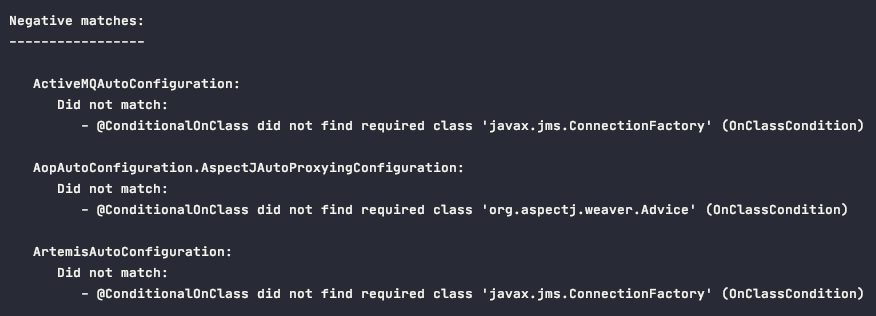 Negative matches:
-----------------
ActiveMQAutoConfiguration:
Did not match:
- @ConditionalOnClass did not find required class 'javax.jms.ConnectionFactory' (OnClassCondition)
AopAutoConfiguration.AspectJAutoProxyingConfiguration:
Did not match:
- @ConditionalOnClass did not find required class 'org.aspectj.weaver.Advice' (OnClassCondition)
ArtemisAutoConfiguration:
Did not match:
- @ConditionalOnClass did not find required class 'javax.jms.ConnectionFactory' (OnClassCondition)